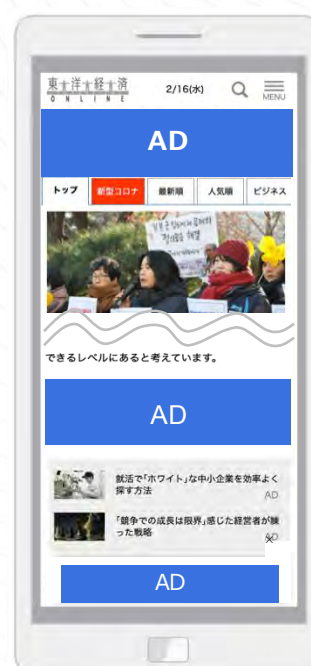 東洋経済
ONLINE
2/16(水)
MENU
AD
トップ
新型コロナ
最新順
人気順
ビジネス
できるレベルにあると考えています。
AD
就活で「ホワイト」な中小企業を効率よく
探す方法
AD
「競争での成長は限界」感じた経営者が練
った戦略
AD
×
AD